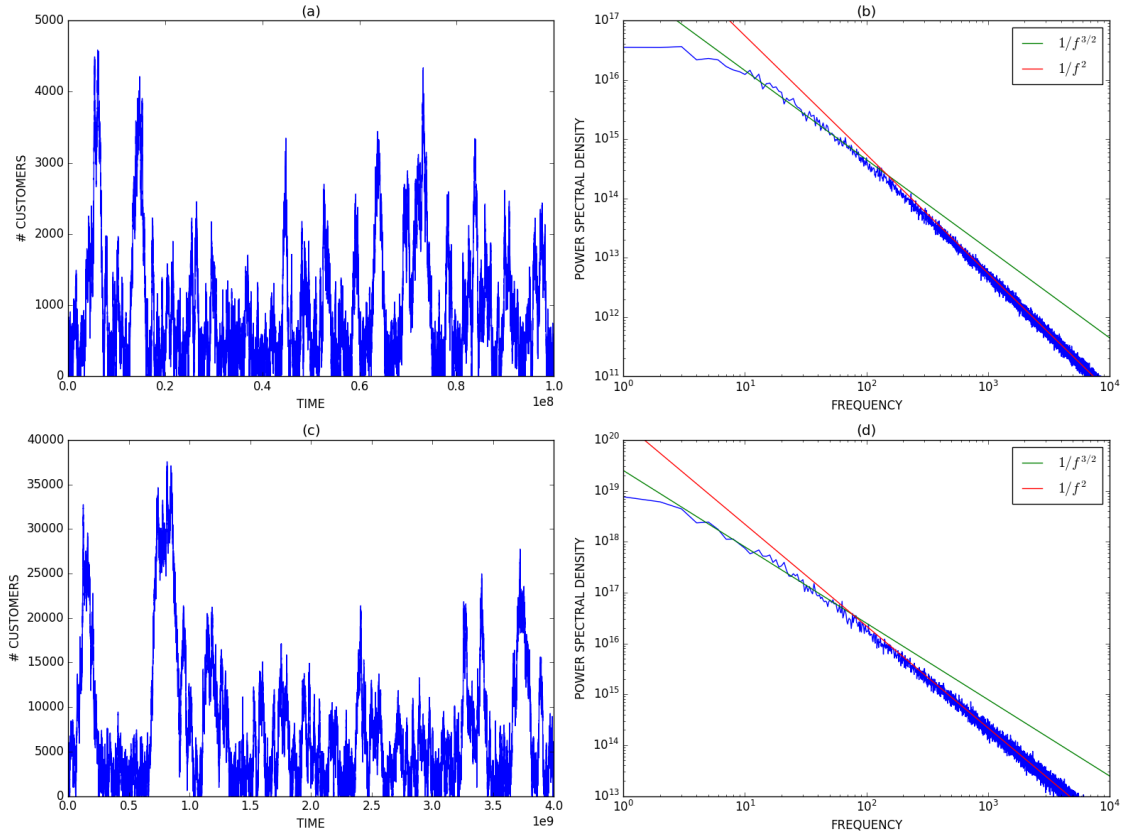 (a)
5000
4000
3000
2000
1000
0
# CUSTOMERS
0.0 0.2 0.4 0.6 0.8 1.0
1e8
TIME
(b)
10^17
10^16
10^15
10^14
10^13
10^12
10^11
POWER SPECTRAL DENSITY
1/f^{3/2}
1/f^2
10^0 10^1 10^2 10^3 10^4
FREQUENCY
(c)
40000
35000
30000
25000
20000
15000
10000
5000
0
# CUSTOMERS
0.0 0.5 1.0 1.5 2.0 2.5 3.0 3.5 4.0
1e9
TIME
(d)
10^20
10^19
10^18
10^17
10^16
10^15
10^14
10^13
POWER SPECTRAL DENSITY
1/f^{3/2}
1/f^2
10^0 10^1 10^2 10^3 10^4
FREQUENCY